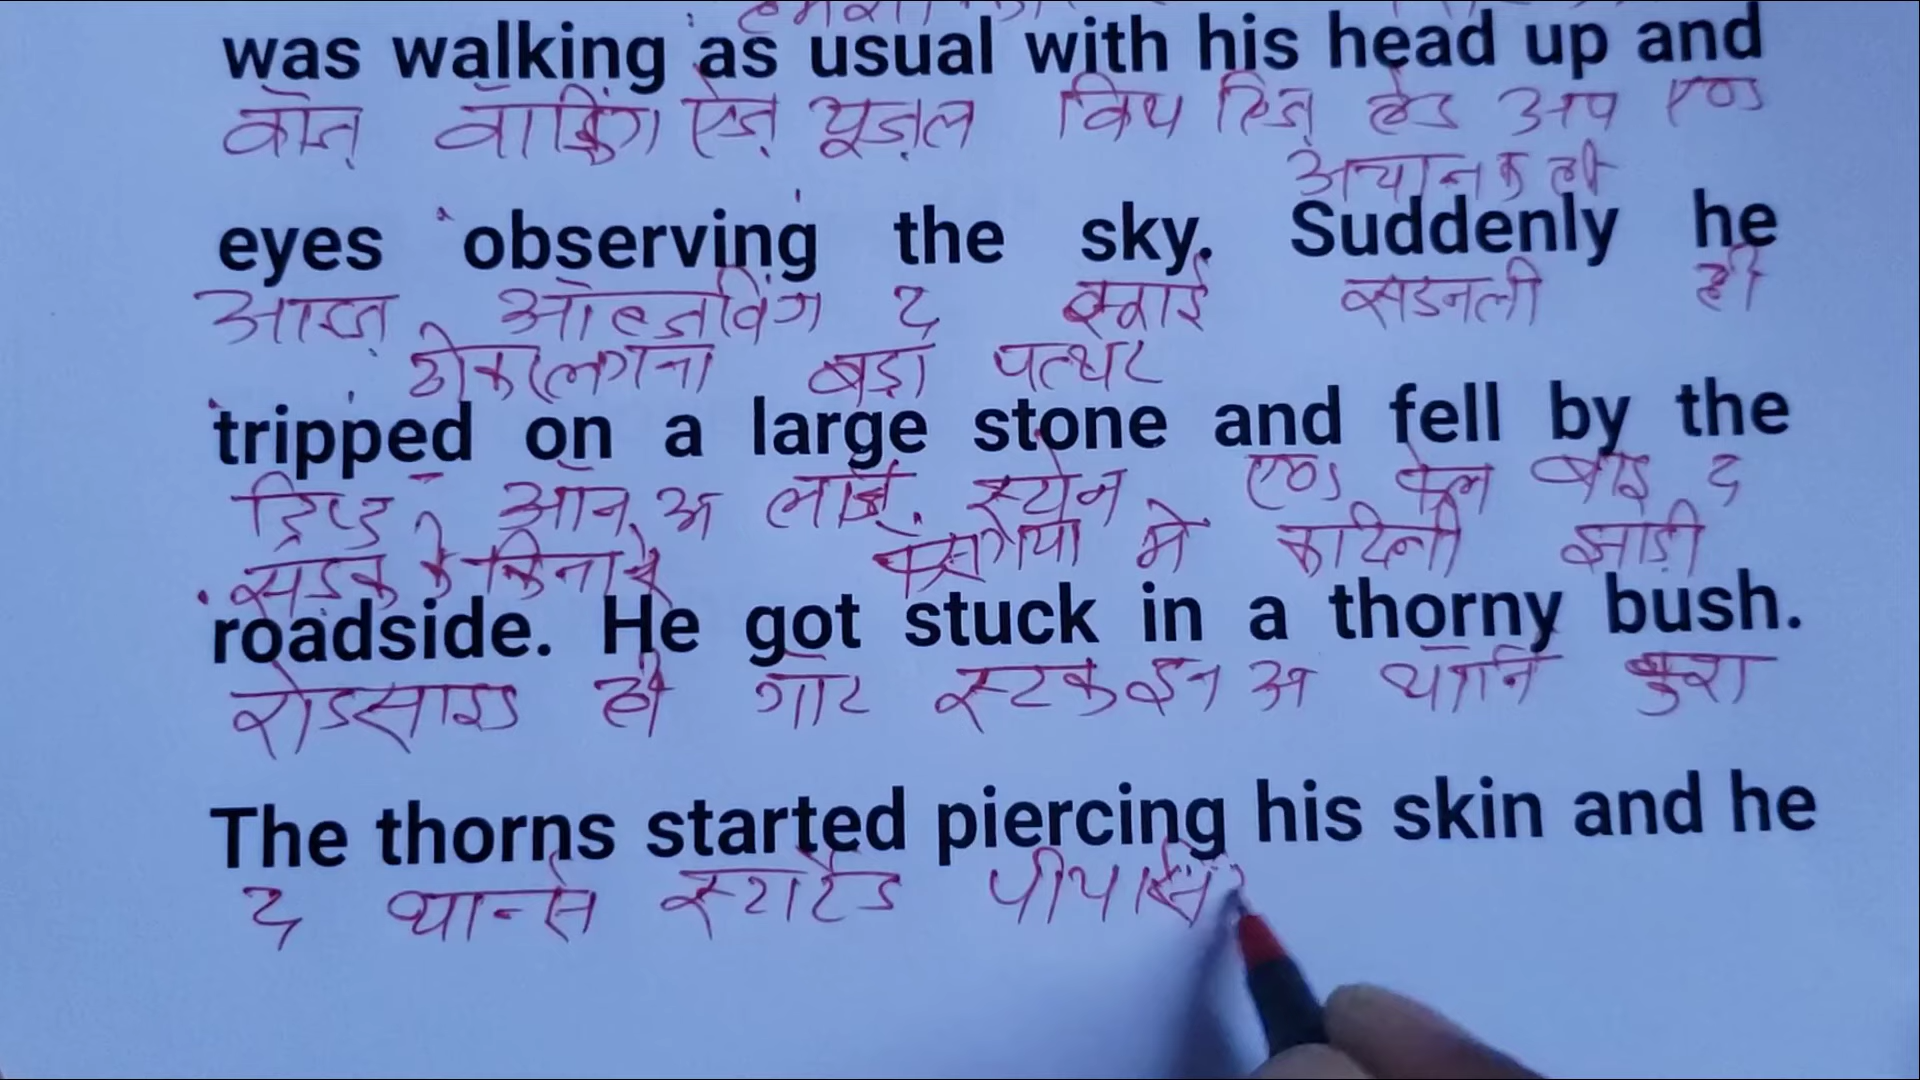 was walking as usual with his head up and
वॉज़ वॉकिंग ऐज़ यूज़ल विथ हिज़ हेड अप एण्ड
अचानक ही
eyes observing the sky. Suddenly he
आइज़ ऑब्ज़र्विंग द स्काई सडनली ही
ठोकर लगना बड़ा पत्थर
tripped on a large stone and fell by the
ट्रिप्ड ऑन अ लार्ज स्टोन एण्ड फेल बाइ द
सड़क के किनारे फंस गया में काटिली झाड़ी
roadside. He got stuck in a thorny bush.
रोडसाइड ही गॉट स्टक इन अ थॉर्नि बुश
The thorns started piercing his skin and he
द थार्न्स स्टार्टेड पीयर्सिं